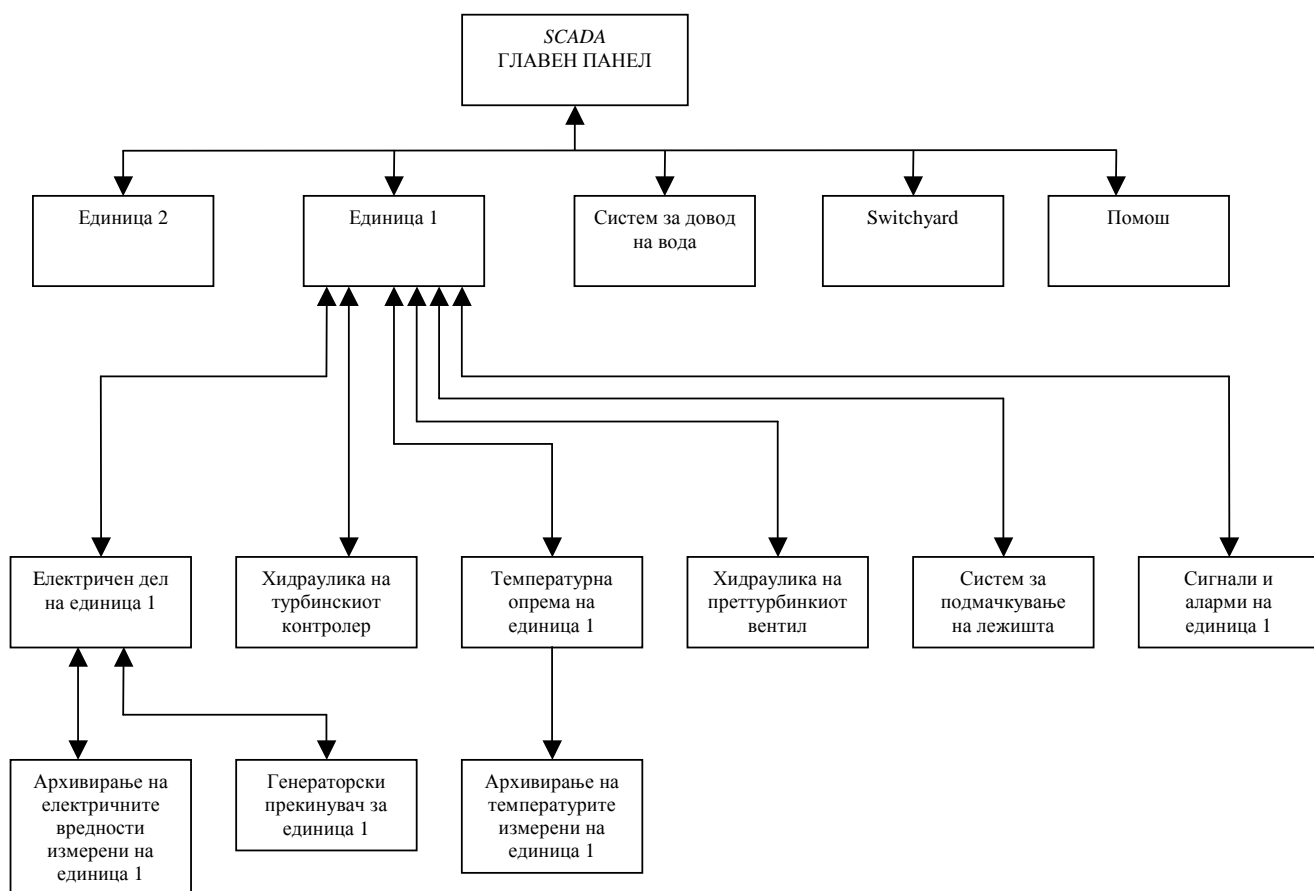 SCADA
ГЛАВЕН ПАНЕЛ
Единица 2
Единица 1
Систем за довод
на вода
Switchyard
Помош
Електричен дел
на единица 1
Хидраулика на
турбинскиот
контролер
Температурна
опрема на
единица 1
Хидраулика на
преттурбинкиот
вентил
Систем за
подмачкување
на лежишта
Сигнали и
аларми на
единица 1
Архивирање на
електричните
вредности
измерени на
единица 1
Генераторски
прекинувач за
единица 1
Архивирање на
температурите
измерени на
единица 1